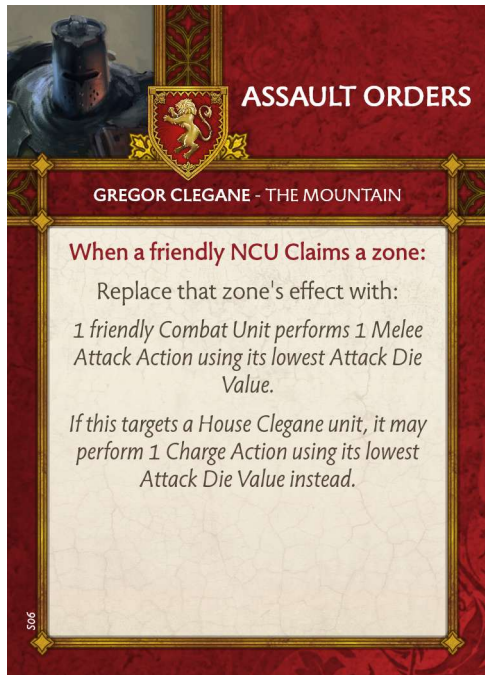 ASSAULT ORDERS
GREGOR CLEGANE - THE MOUNTAIN
When a friendly NCU Claims a zone:
Replace that zone's effect with:
1 friendly Combat Unit performs 1 Melee
Attack Action using its lowest Attack Die
Value.
If this targets a House Clegane unit, it may
perform 1 Charge Action using its lowest
Attack Die Value instead.
S06